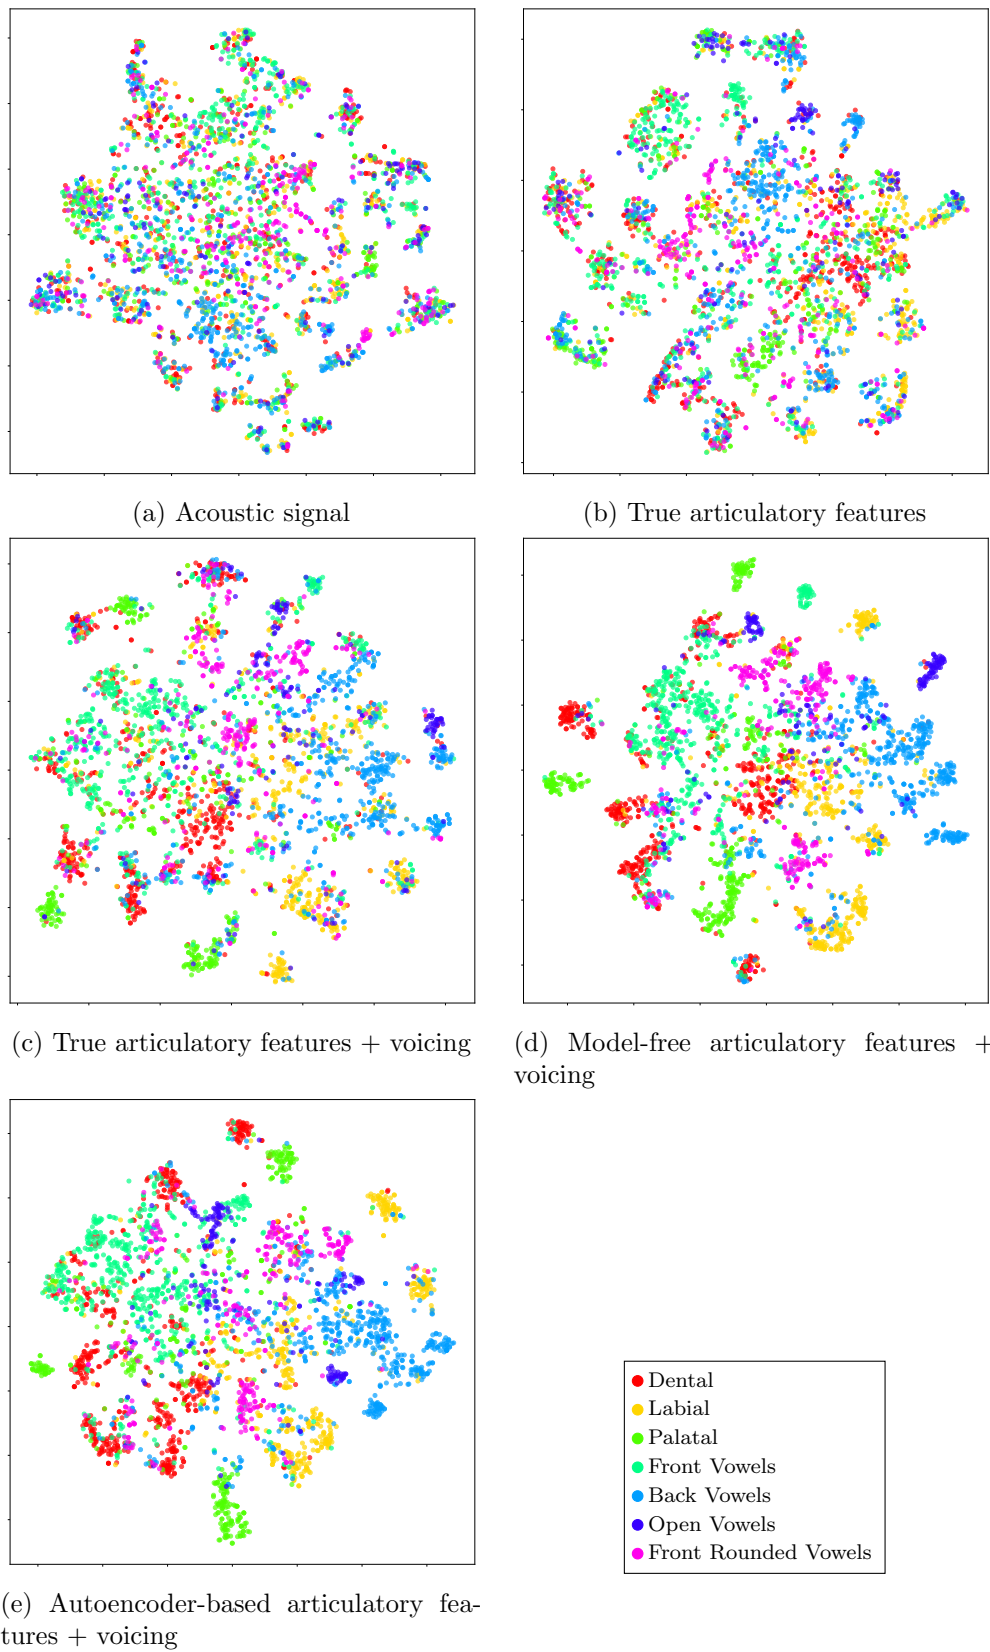 (a) Acoustic signal
(b) True articulatory features
(c) True articulatory features + voicing
(d) Model-free articulatory features +
voicing
Dental
Labial
Palatal
Front Vowels
Back Vowels
Open Vowels
Front Rounded Vowels
(e) Autoencoder-based articulatory fea-
tures + voicing